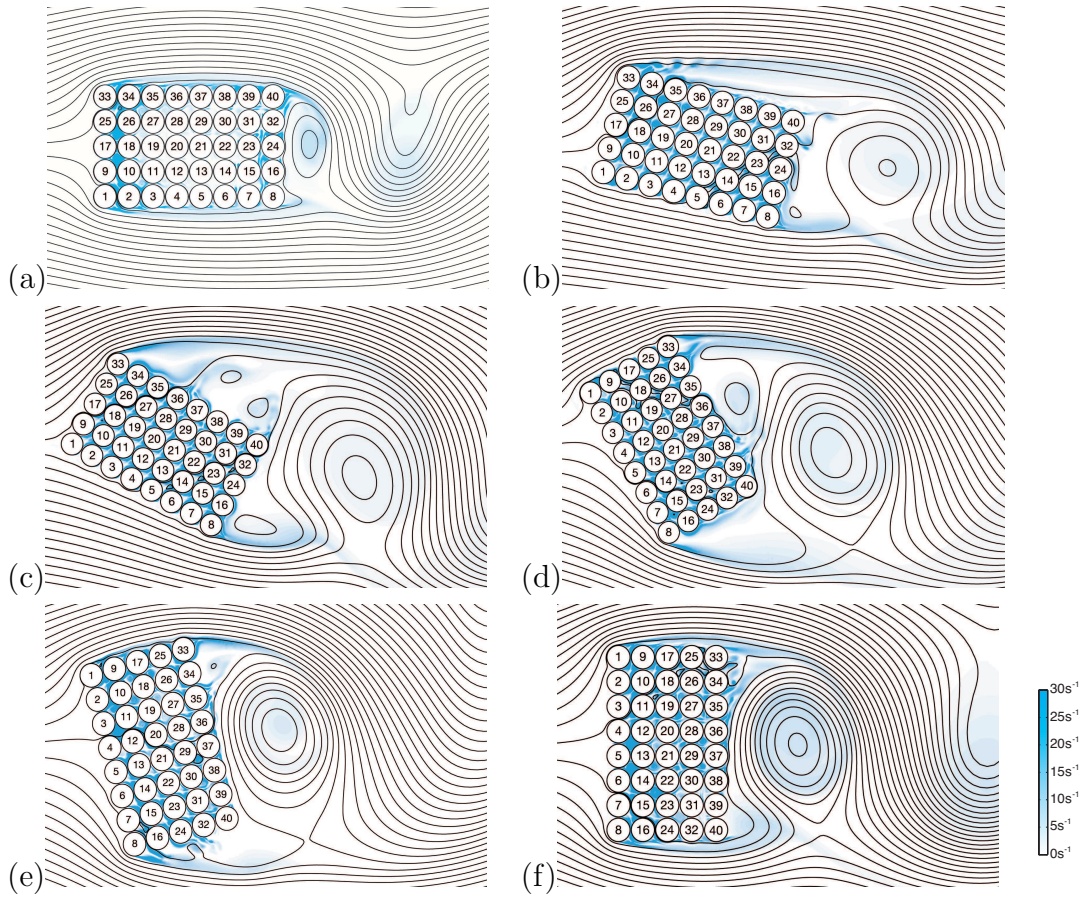 33 34 35 36 37 38 39 40
25 26 27 28 29 30 31 32
17 18 19 20 21 22 23 24
9 10 11 12 13 14 15 16
1 2 3 4 5 6 7 8
(a)
33 34 35 36 37 38 39 40
25 26 27 28 29 30 31 32
17 18 19 20 21 22 23 24
9 10 11 12 13 14 15 16
1 2 3 4 5 6 7 8
(b)
33 34 35 36 37 38 39 40
25 26 27 28 29 30 31 32
17 18 19 20 21 22 23 24
9 10 11 12 13 14 15 16
1 2 3 4 5 6 7 8
(c)
1 9 17 25 33
2 10 18 26 34
3 11 19 27 35
4 12 20 28 36
5 13 21 29 37
6 14 22 30 38
7 15 23 31 39
8 16 24 32 40
(d)
1 9 17 25 33
2 10 18 26 34
3 11 19 27 35
4 12 20 28 36
5 13 21 29 37
6 14 22 30 38
7 15 23 31 39
8 16 24 32 40
(e)
1 9 17 25 33
2 10 18 26 34
3 11 19 27 35
4 12 20 28 36
5 13 21 29 37
6 14 22 30 38
7 15 23 31 39
8 16 24 32 40
(f)
30s⁻¹
25s⁻¹
20s⁻¹
15s⁻¹
10s⁻¹
5s⁻¹
0s⁻¹